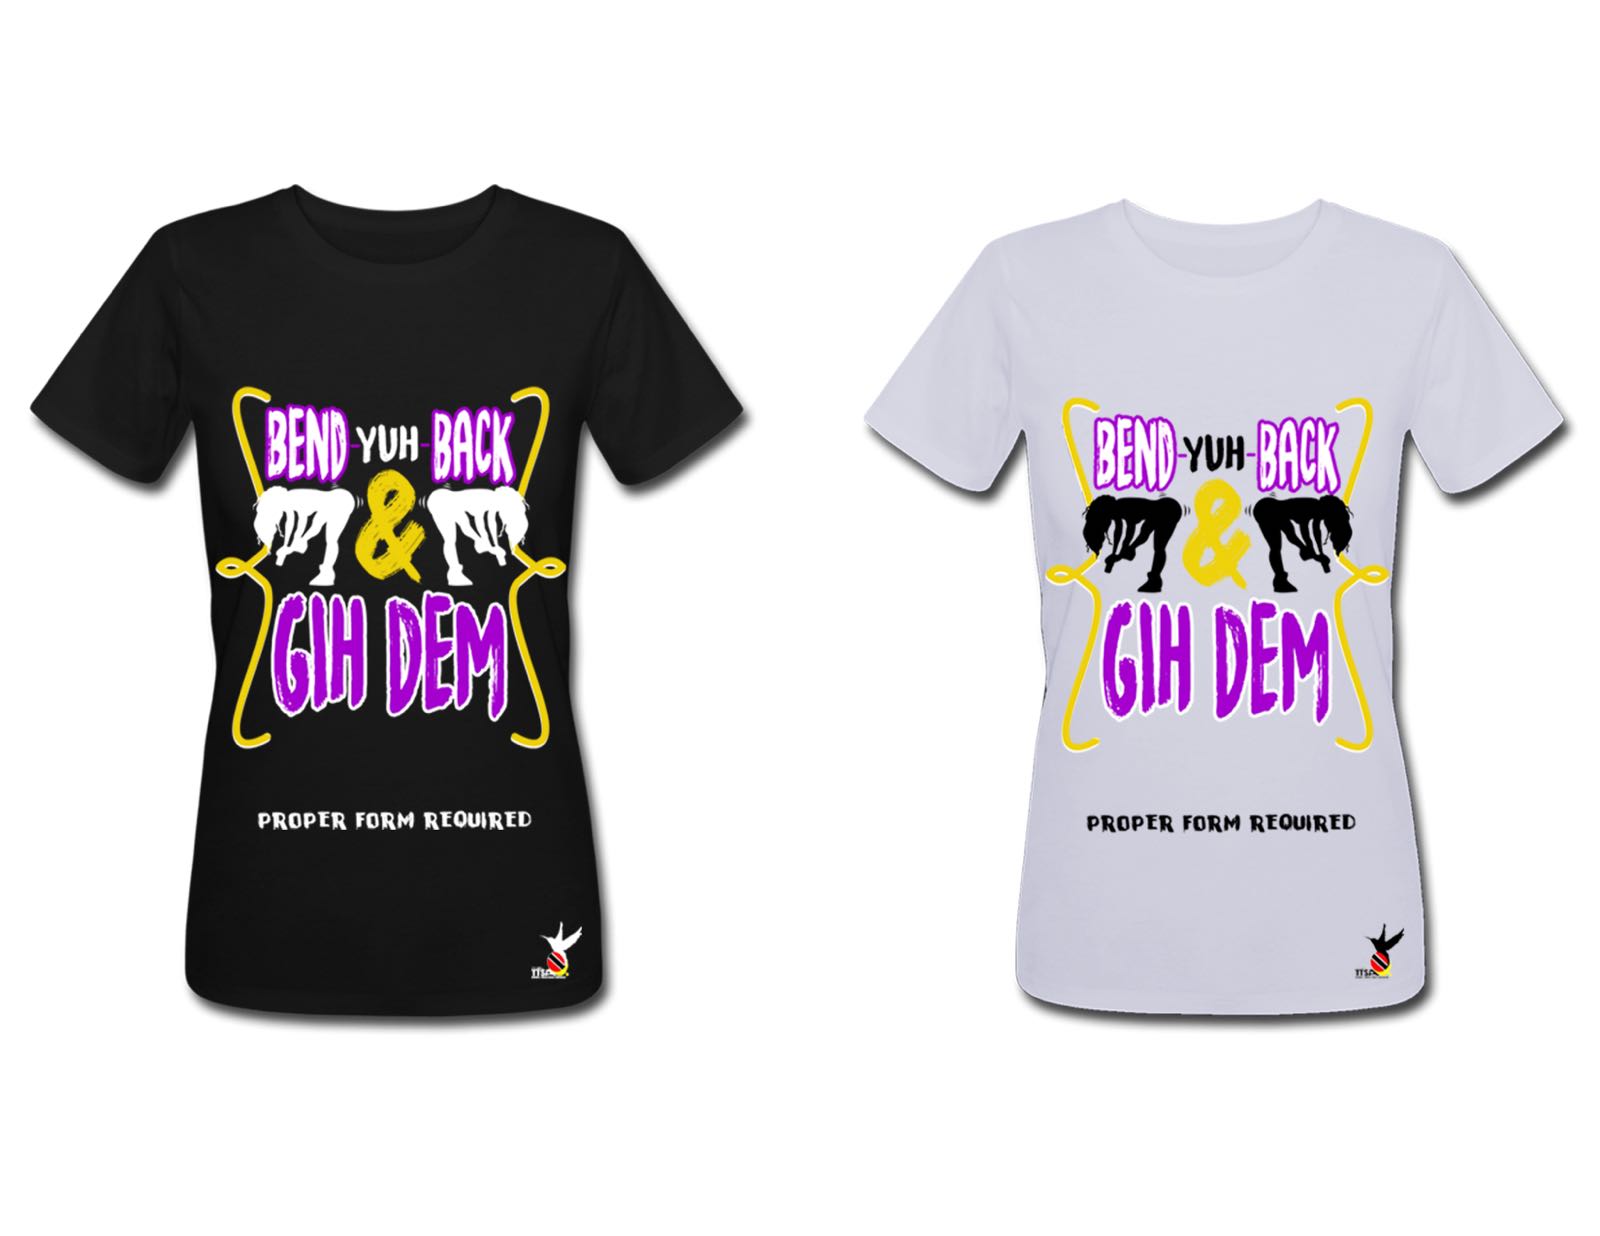 BEND-YUH-BACK
&
GIH DEM
PROPER FORM REQUIRED
BEND-YUH-BACK
&
GIH DEM
PROPER FORM REQUIRED